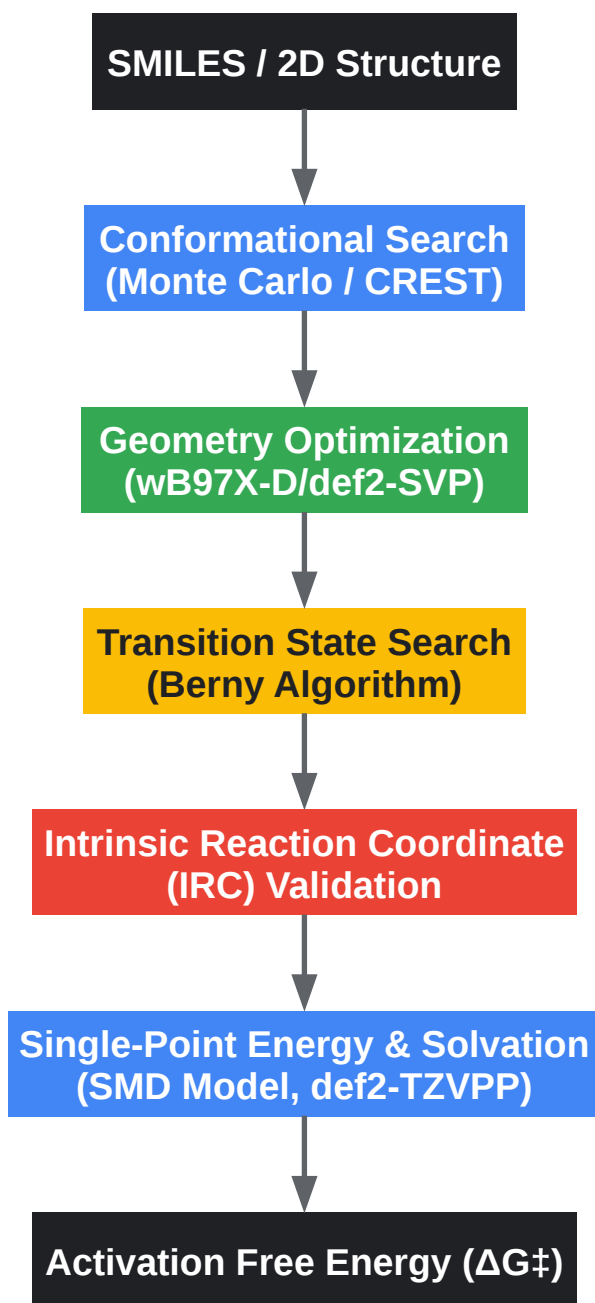 SMILES / 2D Structure
Conformational Search
(Monte Carlo / CREST)
Geometry Optimization
(wB97X-D/def2-SVP)
Transition State Search
(Berny Algorithm)
Intrinsic Reaction Coordinate
(IRC) Validation
Single-Point Energy & Solvation
(SMD Model, def2-TZVPP)
Activation Free Energy (ΔG‡)